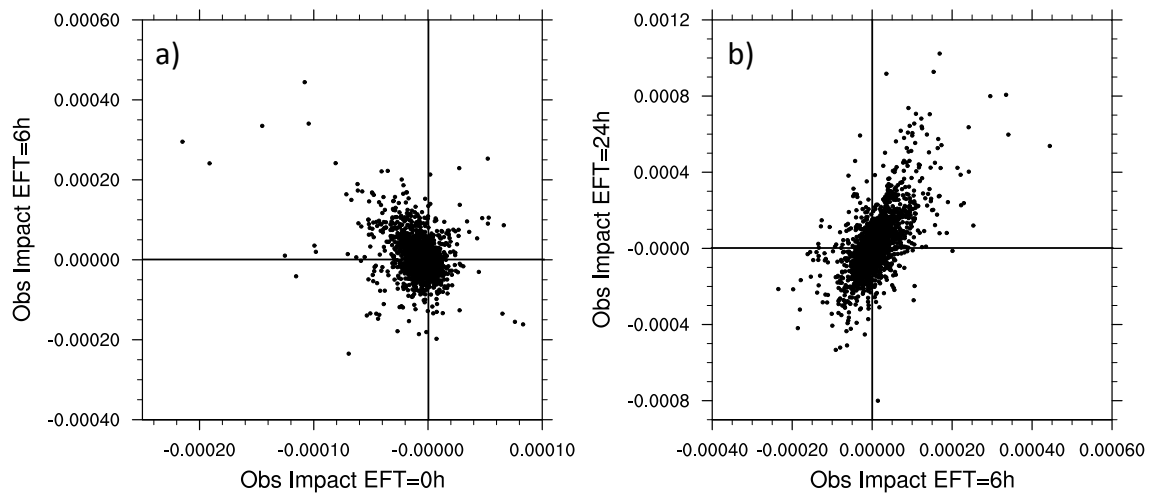 a)
0.00060
0.00040
0.00020
0.00000
-0.00020
-0.00040
Obs Impact EFT=6h
-0.00020 -0.00010 -0.00000 0.00010
Obs Impact EFT=0h
b)
0.0012
0.0008
0.0004
-0.0000
-0.0004
-0.0008
Obs Impact EFT=24h
-0.00040 -0.00020 0.00000 0.00020 0.00040 0.00060
Obs Impact EFT=6h